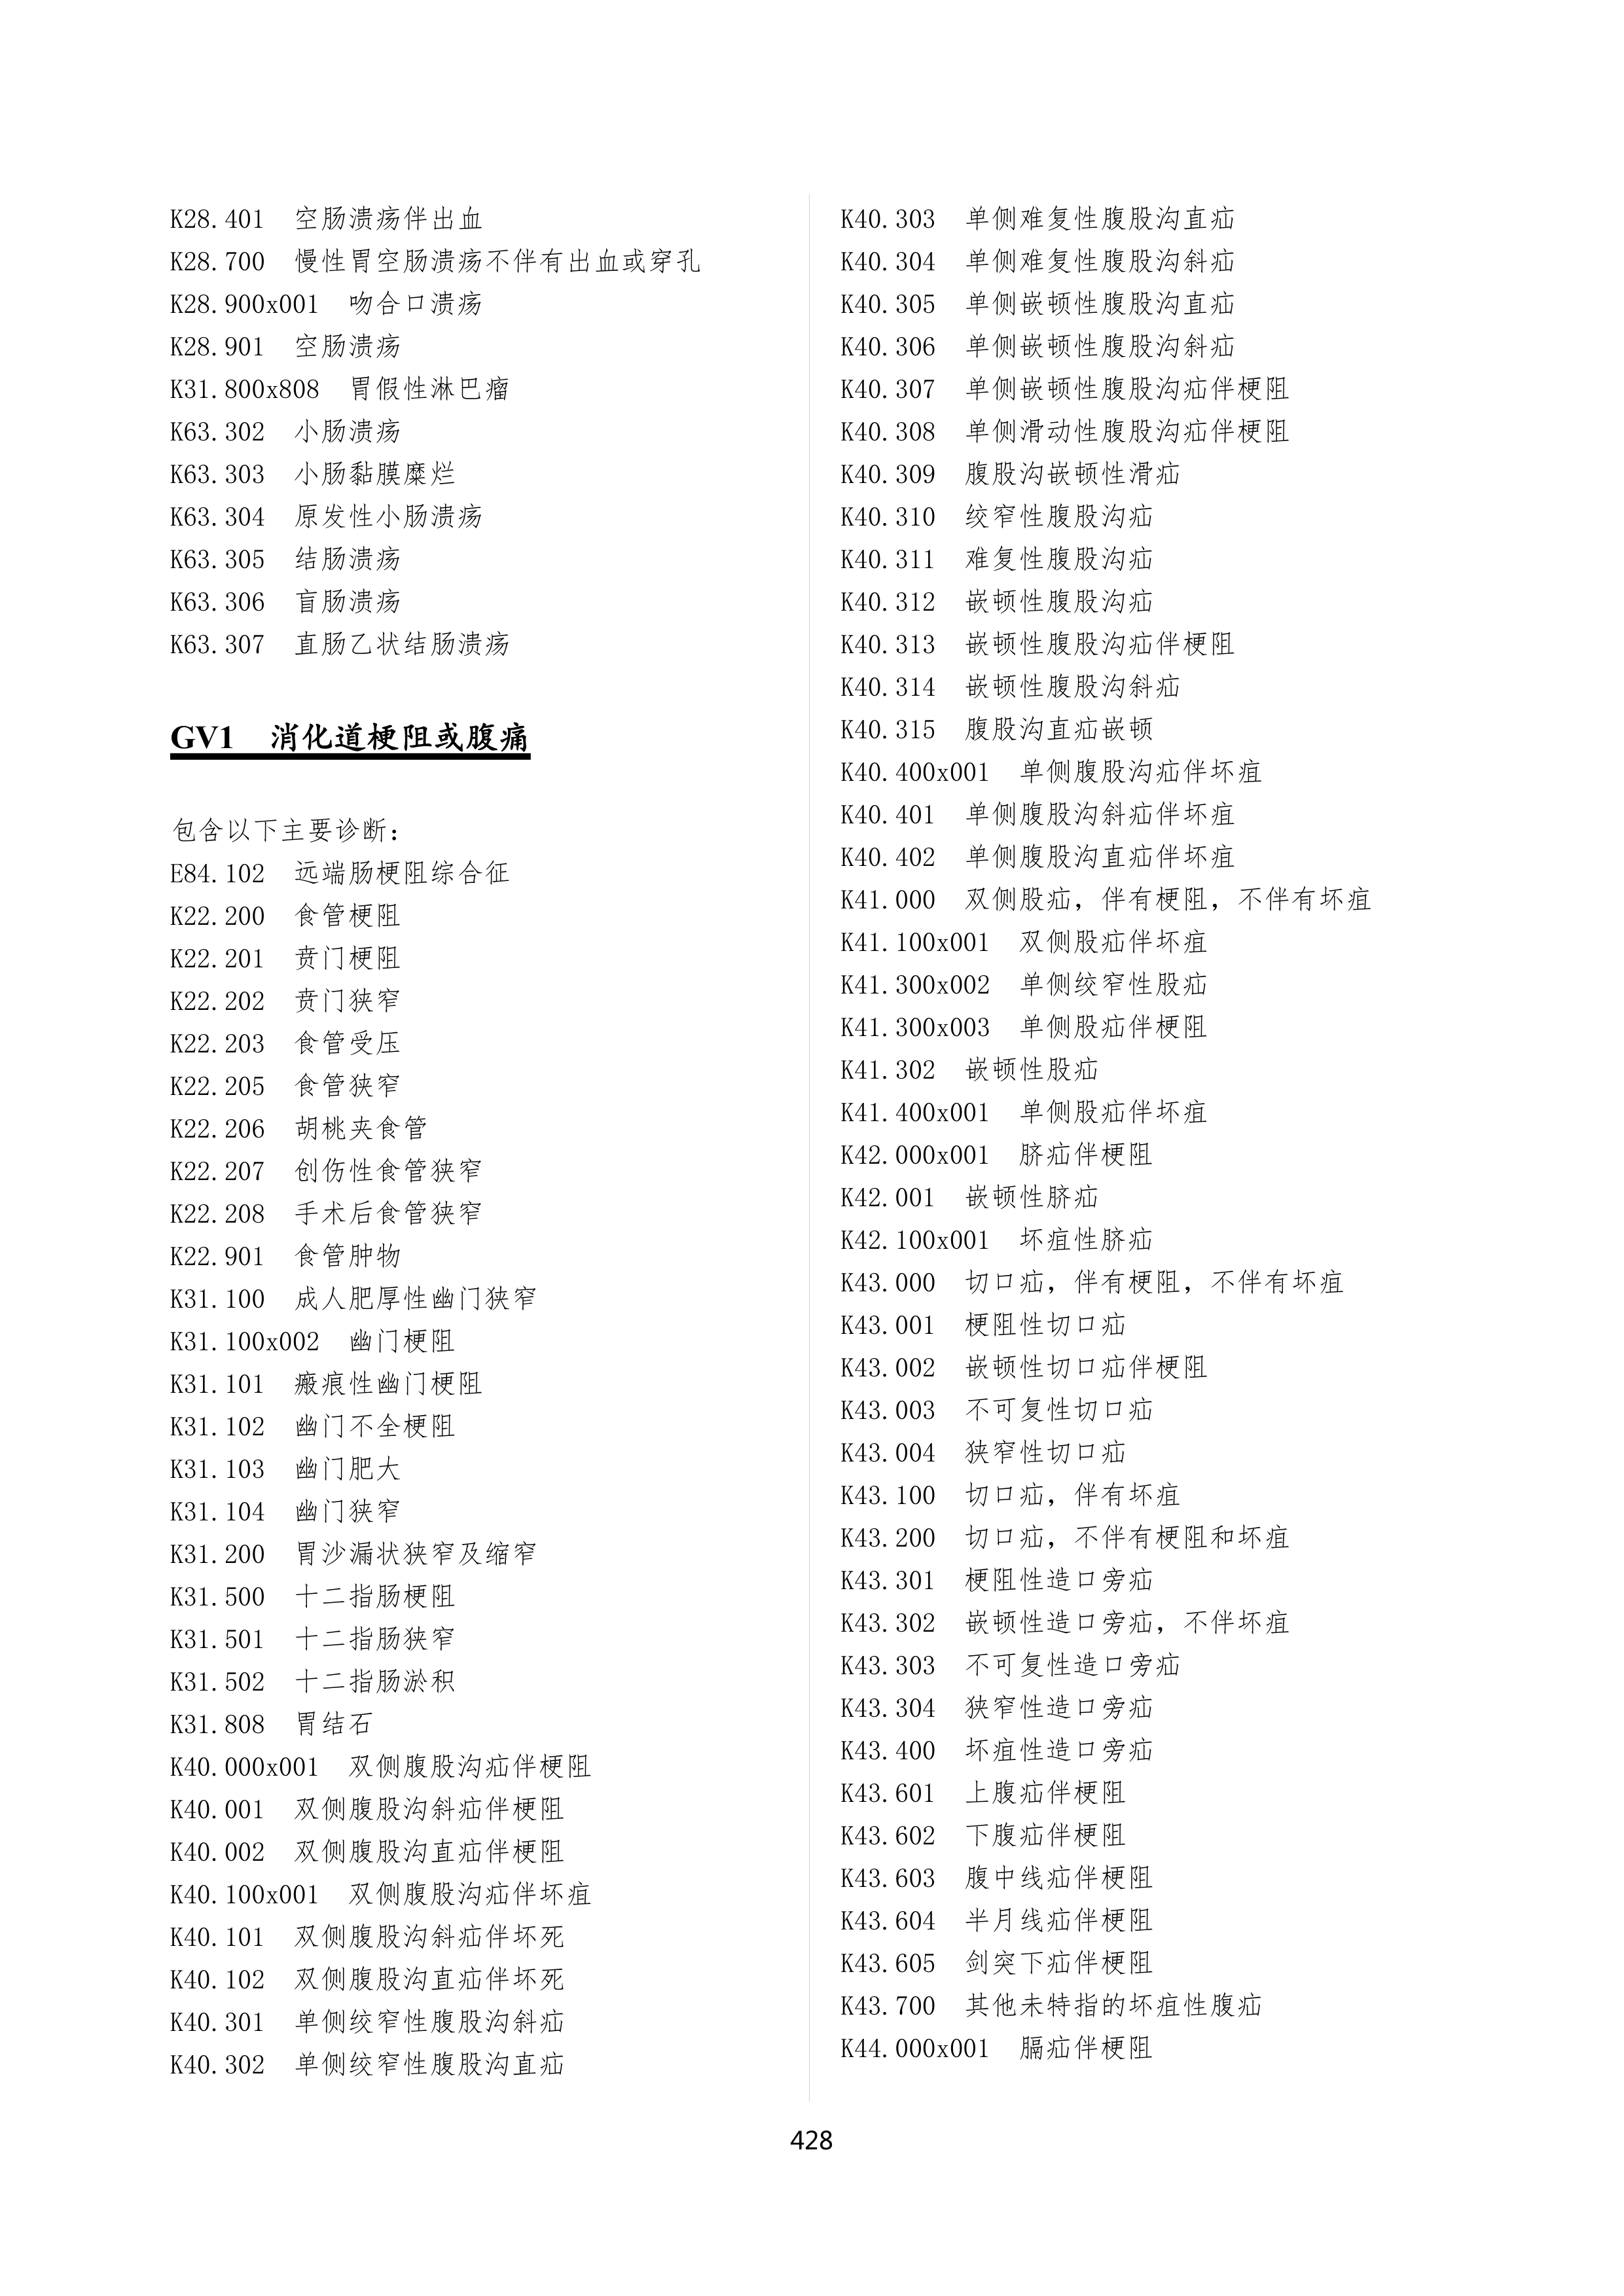 K28.401 空肠溃疡伴出血
K28.700 慢性胃空肠溃疡不伴有出血或穿孔
K28.900x001 吻合口溃疡
K28.901 空肠溃疡
K31.800x808 胃假性淋巴瘤
K63.302 小肠溃疡
K63.303 小肠黏膜糜烂
K63.304 原发性小肠溃疡
K63.305 结肠溃疡
K63.306 盲肠溃疡
K63.307 直肠乙状结肠溃疡
GV1 消化道梗阻或腹痛
包含以下主要诊断：
E84.102 远端肠梗阻综合征
K22.200 食管梗阻
K22.201 贲门梗阻
K22.202 贲门狭窄
K22.203 食管受压
K22.205 食管狭窄
K22.206 胡桃夹食管
K22.207 创伤性食管狭窄
K22.208 手术后食管狭窄
K22.901 食管肿物
K31.100 成人肥厚性幽门狭窄
K31.100x002 幽门梗阻
K31.101 瘢痕性幽门梗阻
K31.102 幽门不全梗阻
K31.103 幽门肥大
K31.104 幽门狭窄
K31.200 胃沙漏状狭窄及缩窄
K31.500 十二指肠梗阻
K31.501 十二指肠狭窄
K31.502 十二指肠淤积
K31.808 胃结石
K40.000x001 双侧腹股沟疝伴梗阻
K40.001 双侧腹股沟斜疝伴梗阻
K40.002 双侧腹股沟直疝伴梗阻
K40.100x001 双侧腹股沟疝伴坏疽
K40.101 双侧腹股沟斜疝伴坏死
K40.102 双侧腹股沟直疝伴坏死
K40.301 单侧绞窄性腹股沟斜疝
K40.302 单侧绞窄性腹股沟直疝
K40.303 单侧难复性腹股沟直疝
K40.304 单侧难复性腹股沟斜疝
K40.305 单侧嵌顿性腹股沟直疝
K40.306 单侧嵌顿性腹股沟斜疝
K40.307 单侧嵌顿性腹股沟疝伴梗阻
K40.308 单侧滑动性腹股沟疝伴梗阻
K40.309 腹股沟嵌顿性滑疝
K40.310 绞窄性腹股沟疝
K40.311 难复性腹股沟疝
K40.312 嵌顿性腹股沟疝
K40.313 嵌顿性腹股沟疝伴梗阻
K40.314 嵌顿性腹股沟斜疝
K40.315 腹股沟直疝嵌顿
K40.400x001 单侧腹股沟疝伴坏疽
K40.401 单侧腹股沟斜疝伴坏疽
K40.402 单侧腹股沟直疝伴坏疽
K41.000 双侧股疝，伴有梗阻，不伴有坏疽
K41.100x001 双侧股疝伴坏疽
K41.300x002 单侧绞窄性股疝
K41.300x003 单侧股疝伴梗阻
K41.302 嵌顿性股疝
K41.400x001 单侧股疝伴坏疽
K42.000x001 脐疝伴梗阻
K42.001 嵌顿性脐疝
K42.100x001 坏疽性脐疝
K43.000 切口疝，伴有梗阻，不伴有坏疽
K43.001 梗阻性切口疝
K43.002 嵌顿性切口疝伴梗阻
K43.003 不可复性切口疝
K43.004 狭窄性切口疝
K43.100 切口疝，伴有坏疽
K43.200 切口疝，不伴有梗阻和坏疽
K43.301 梗阻性造口旁疝
K43.302 嵌顿性造口旁疝，不伴坏疽
K43.303 不可复性造口旁疝
K43.304 狭窄性造口旁疝
K43.400 坏疽性造口旁疝
K43.601 上腹疝伴梗阻
K43.602 下腹疝伴梗阻
K43.603 腹中线疝伴梗阻
K43.604 半月线疝伴梗阻
K43.605 剑突下疝伴梗阻
K43.700 其他未特指的坏疽性腹疝
K44.000x001 膈疝伴梗阻
428